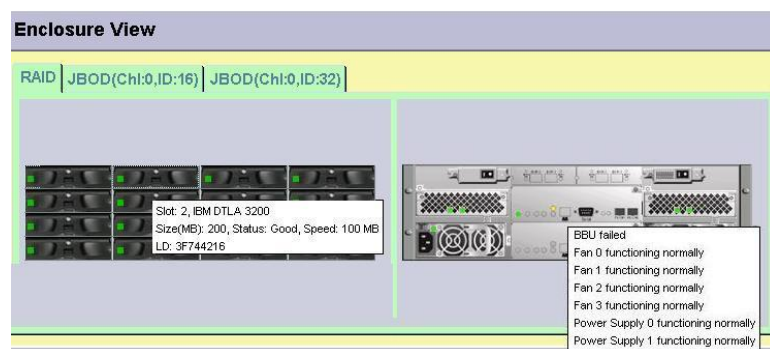 Enclosure View
RAID JBOD(Chl:0,ID:16) JBOD(Chl:0,ID:32)
Slot: 2, IBM DTLA 3200
Size(MB): 200, Status: Good, Speed: 100 MB
LD: 3F744216
BBU failed
Fan 0 functioning normally
Fan 1 functioning normally
Fan 2 functioning normally
Fan 3 functioning normally
Power Supply 0 functioning normally
Power Supply 1 functioning normally